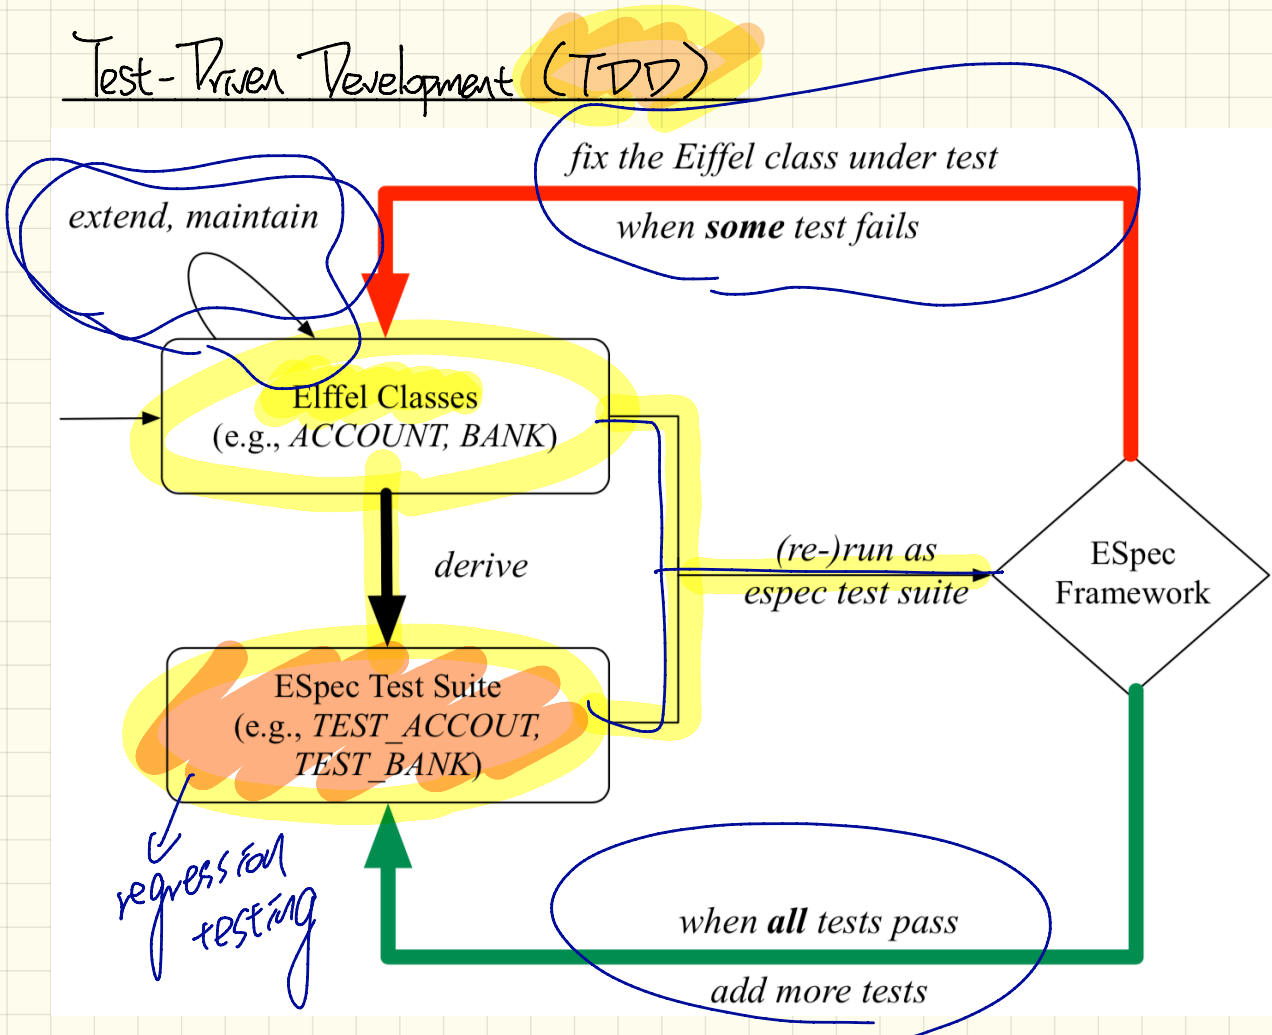 Test-Driven Development (TDD)
fix the Eiffel class under test
when some test fails
extend, maintain
EIffel Classes
(e.g., ACCOUNT, BANK)
derive
(re-)run as
espec test suite
ESpec
Framework
ESpec Test Suite
(e.g., TEST_ACCOUT,
TEST_BANK)
regression
testing
when all tests pass
add more tests